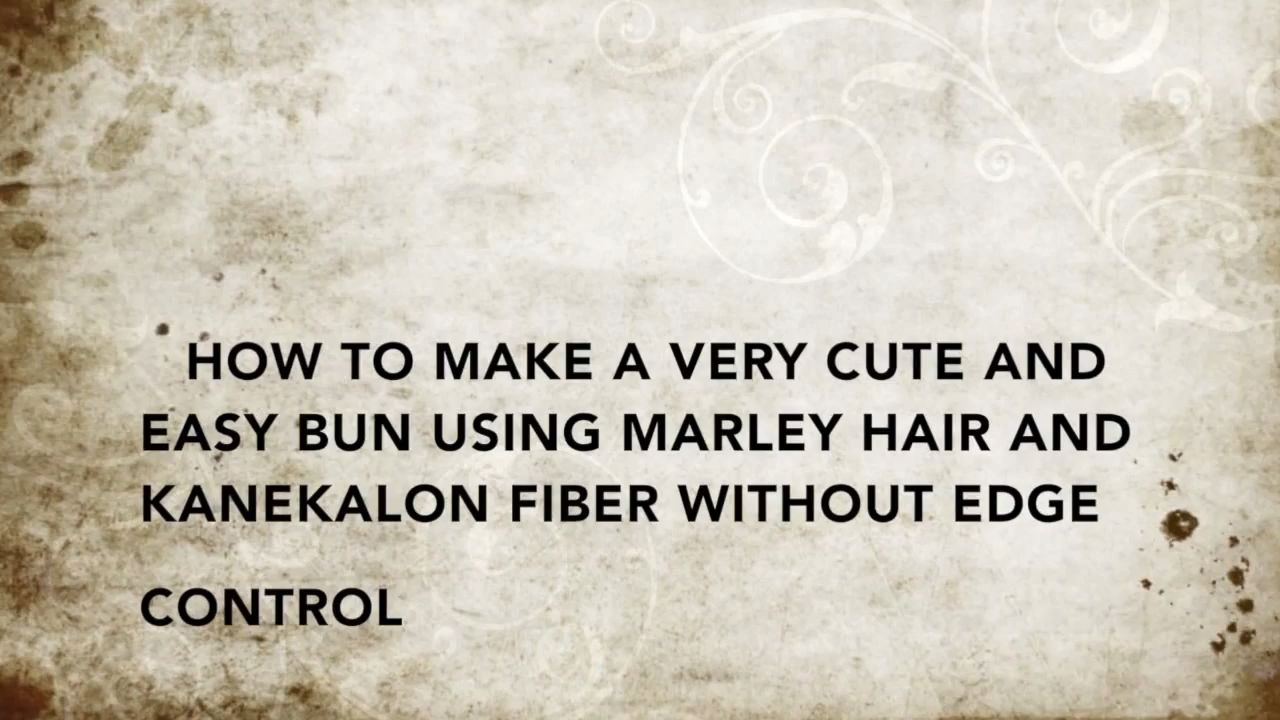 HOW TO MAKE A VERY CUTE AND
EASY BUN USING MARLEY HAIR AND
KANEKALON FIBER WITHOUT EDGE
CONTROL